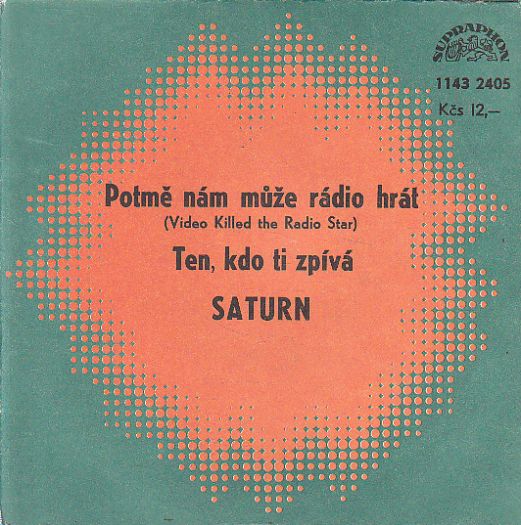 SUPRAPHON
1143 2405
Kčs 12,–
Potmě nám může rádio hrát
(Video Killed the Radio Star)
Ten, kdo ti zpívá
SATURN